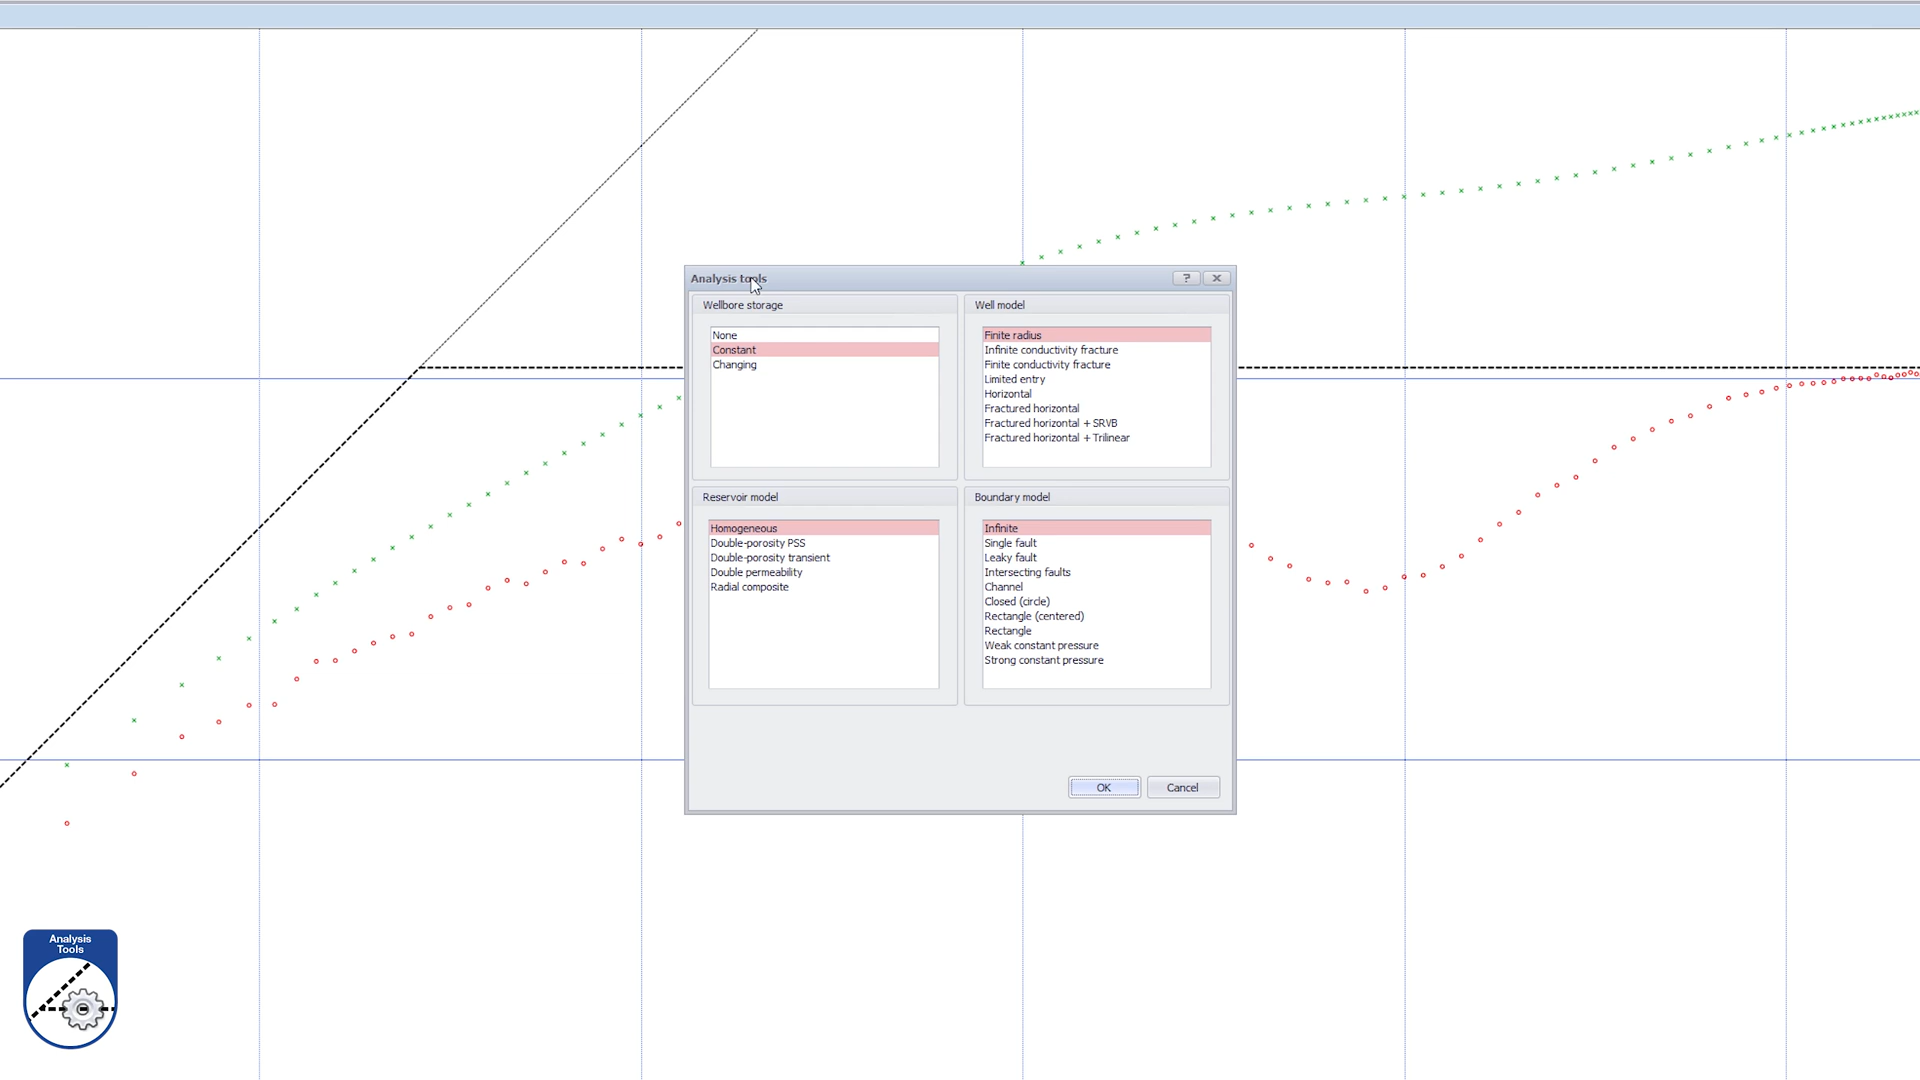 Analysis tools
?
Wellbore storage
None
Constant
Changing
Well model
Finite radius
Infinite conductivity fracture
Finite conductivity fracture
Limited entry
Horizontal
Fractured horizontal
Fractured horizontal + SRVB
Fractured horizontal + Trilinear
Reservoir model
Homogeneous
Double-porosity PSS
Double-porosity transient
Double permeability
Radial composite
Boundary model
Infinite
Single fault
Leaky fault
Intersecting faults
Channel
Closed (circle)
Rectangle (centered)
Rectangle
Weak constant pressure
Strong constant pressure
OK
Cancel
Analysis
Tools